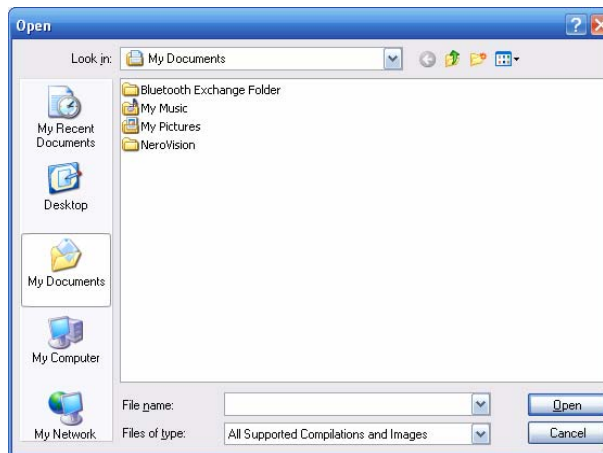 Open
Look in: My Documents
Bluetooth Exchange Folder
My Music
My Pictures
NeroVision
My Recent
Documents
Desktop
My Documents
My Computer
My Network
File name:
Open
Files of type: All Supported Compilations and Images
Cancel